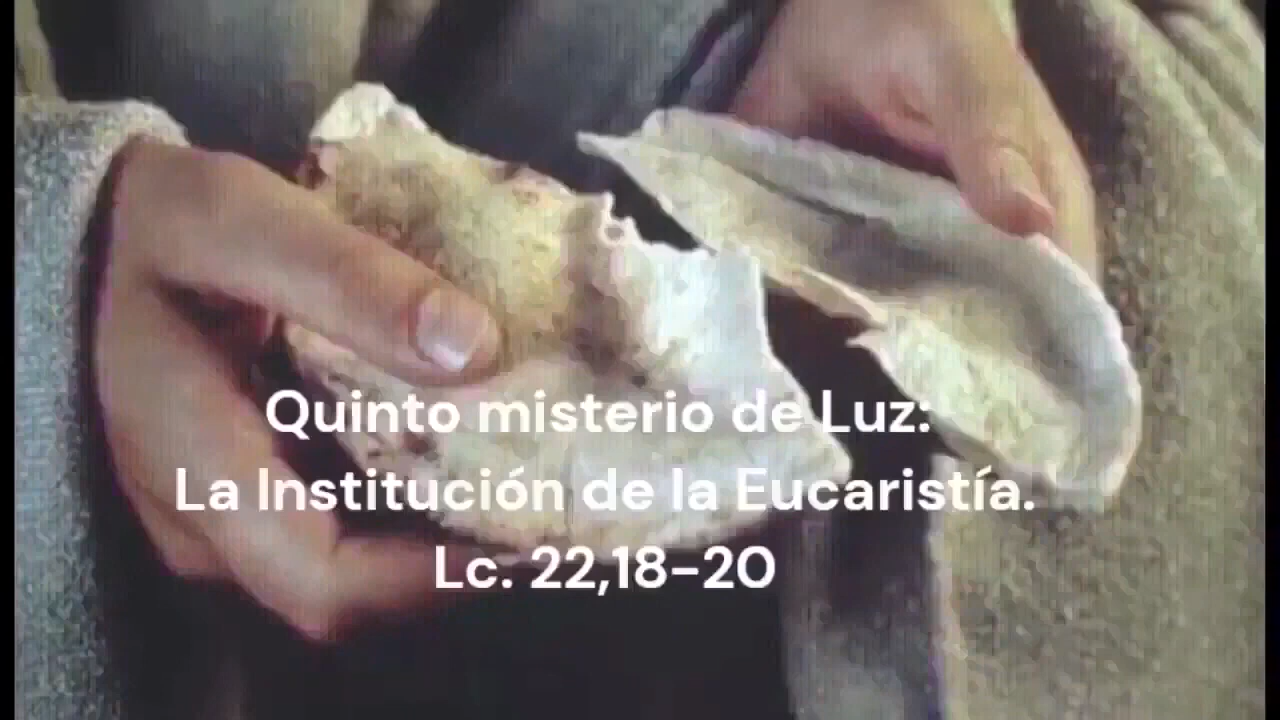 Quinto misterio de Luz:
La Institución de la Eucaristía.
Lc. 22,18-20